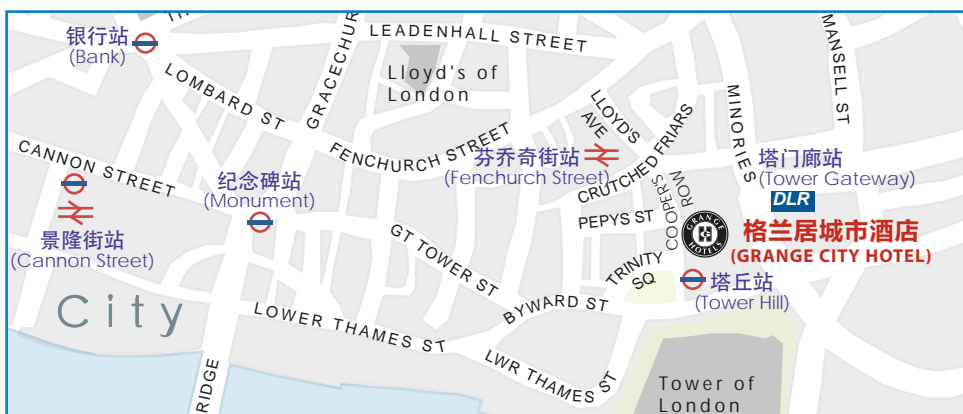 TH
银行站
(Bank)
LOMBARD ST
GRACECHUR
LEADENHALL STREET
Lloyd's of
London
FENCHURCH STREET
LLOYD'S
AVE
CRUTCHED FRIARS
MINORIES
MANSELL ST
CANNON STREET
纪念碑站
(Monument)
芬乔奇街站
(Fenchurch Street)
塔门廊站
(Tower Gateway)
DLR
PEPYS ST
COOPER'S
ROW
GRANGE
HOTELS
格兰居城市酒店
(GRANGE CITY HOTEL)
景隆街站
(Cannon Street)
GT TOWER ST
TRINITY
SQ
塔丘站
(Tower Hill)
BYWARD ST
City
LOWER THAMES ST
LWR THAMES ST
RIDGE
Tower of
London